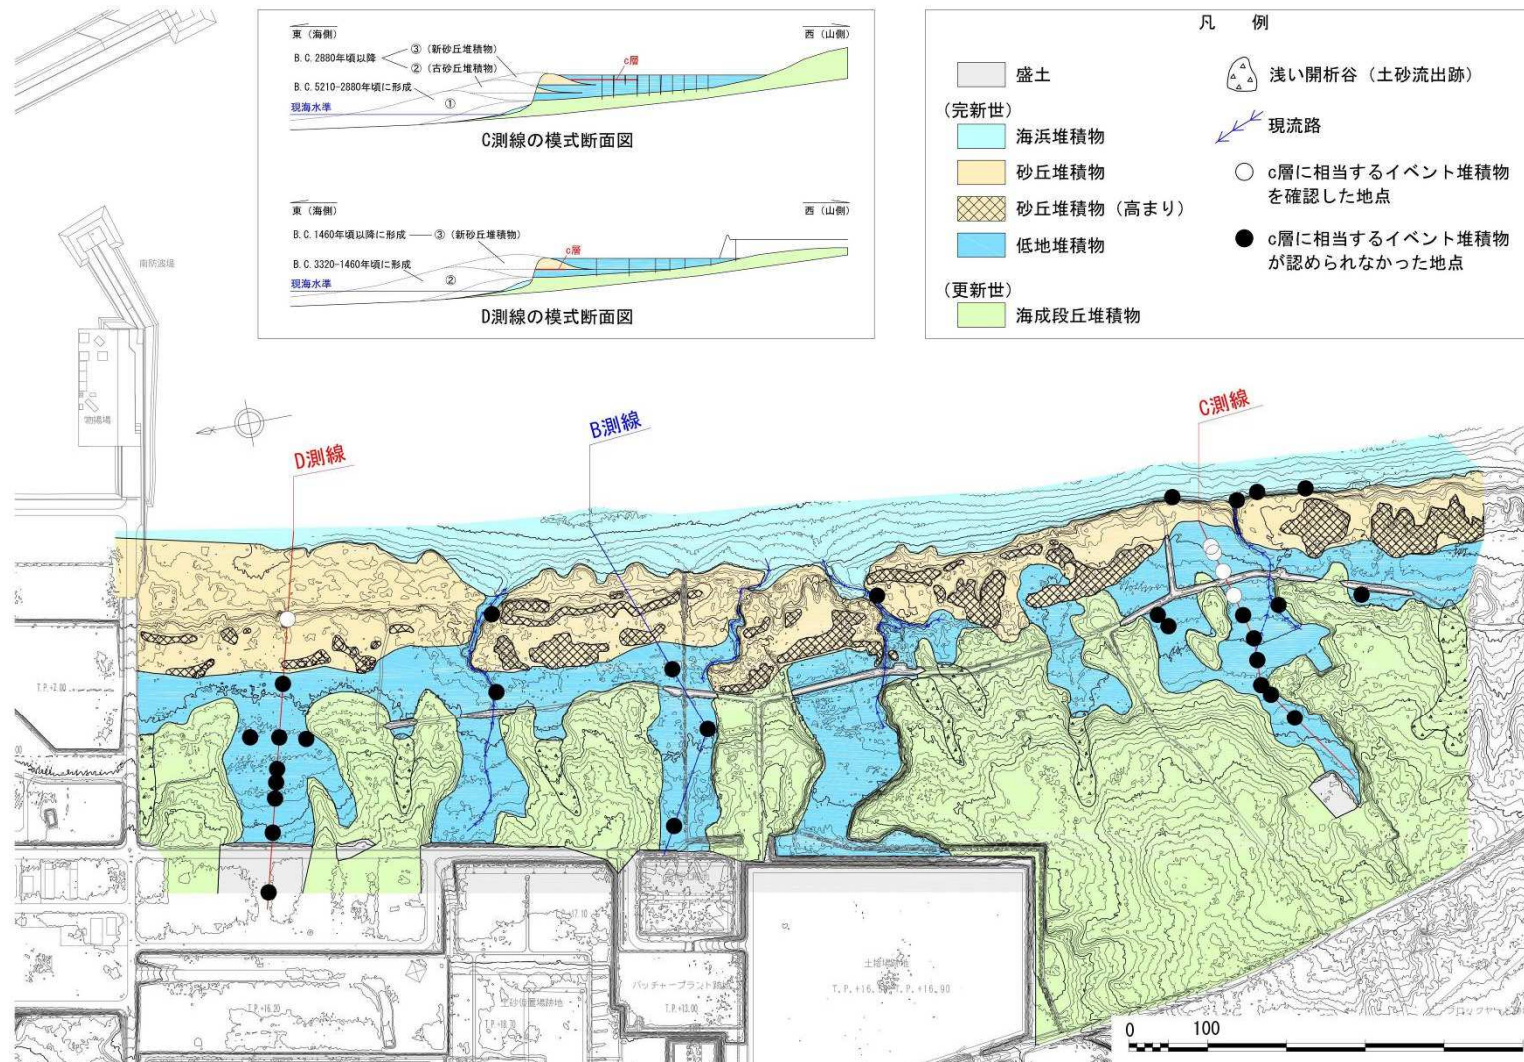 東（海側）
西（山側）
B.C.2880年頃以降
③（新砂丘堆積物）
②（古砂丘堆積物）
c層
B.C.5210-2880年頃に形成
①
現海水準
C測線の模式断面図
東（海側）
西（山側）
B.C.1460年頃以降に形成
③（新砂丘堆積物）
c層
B.C.3320-1460年頃に形成
②
現海水準
D測線の模式断面図
凡　例
盛土
（完新世）
海浜堆積物
砂丘堆積物
砂丘堆積物（高まり）
低地堆積物
（更新世）
海成段丘堆積物
浅い開析谷（土砂流出跡）
現流路
c層に相当するイベント堆積物
を確認した地点
c層に相当するイベント堆積物
が認められなかった地点
南防波堤
物揚場
D測線
B測線
C測線
T.P.+2.00
T.P.+16.20
T.P.+13.00
T.P.+16.90
0
100